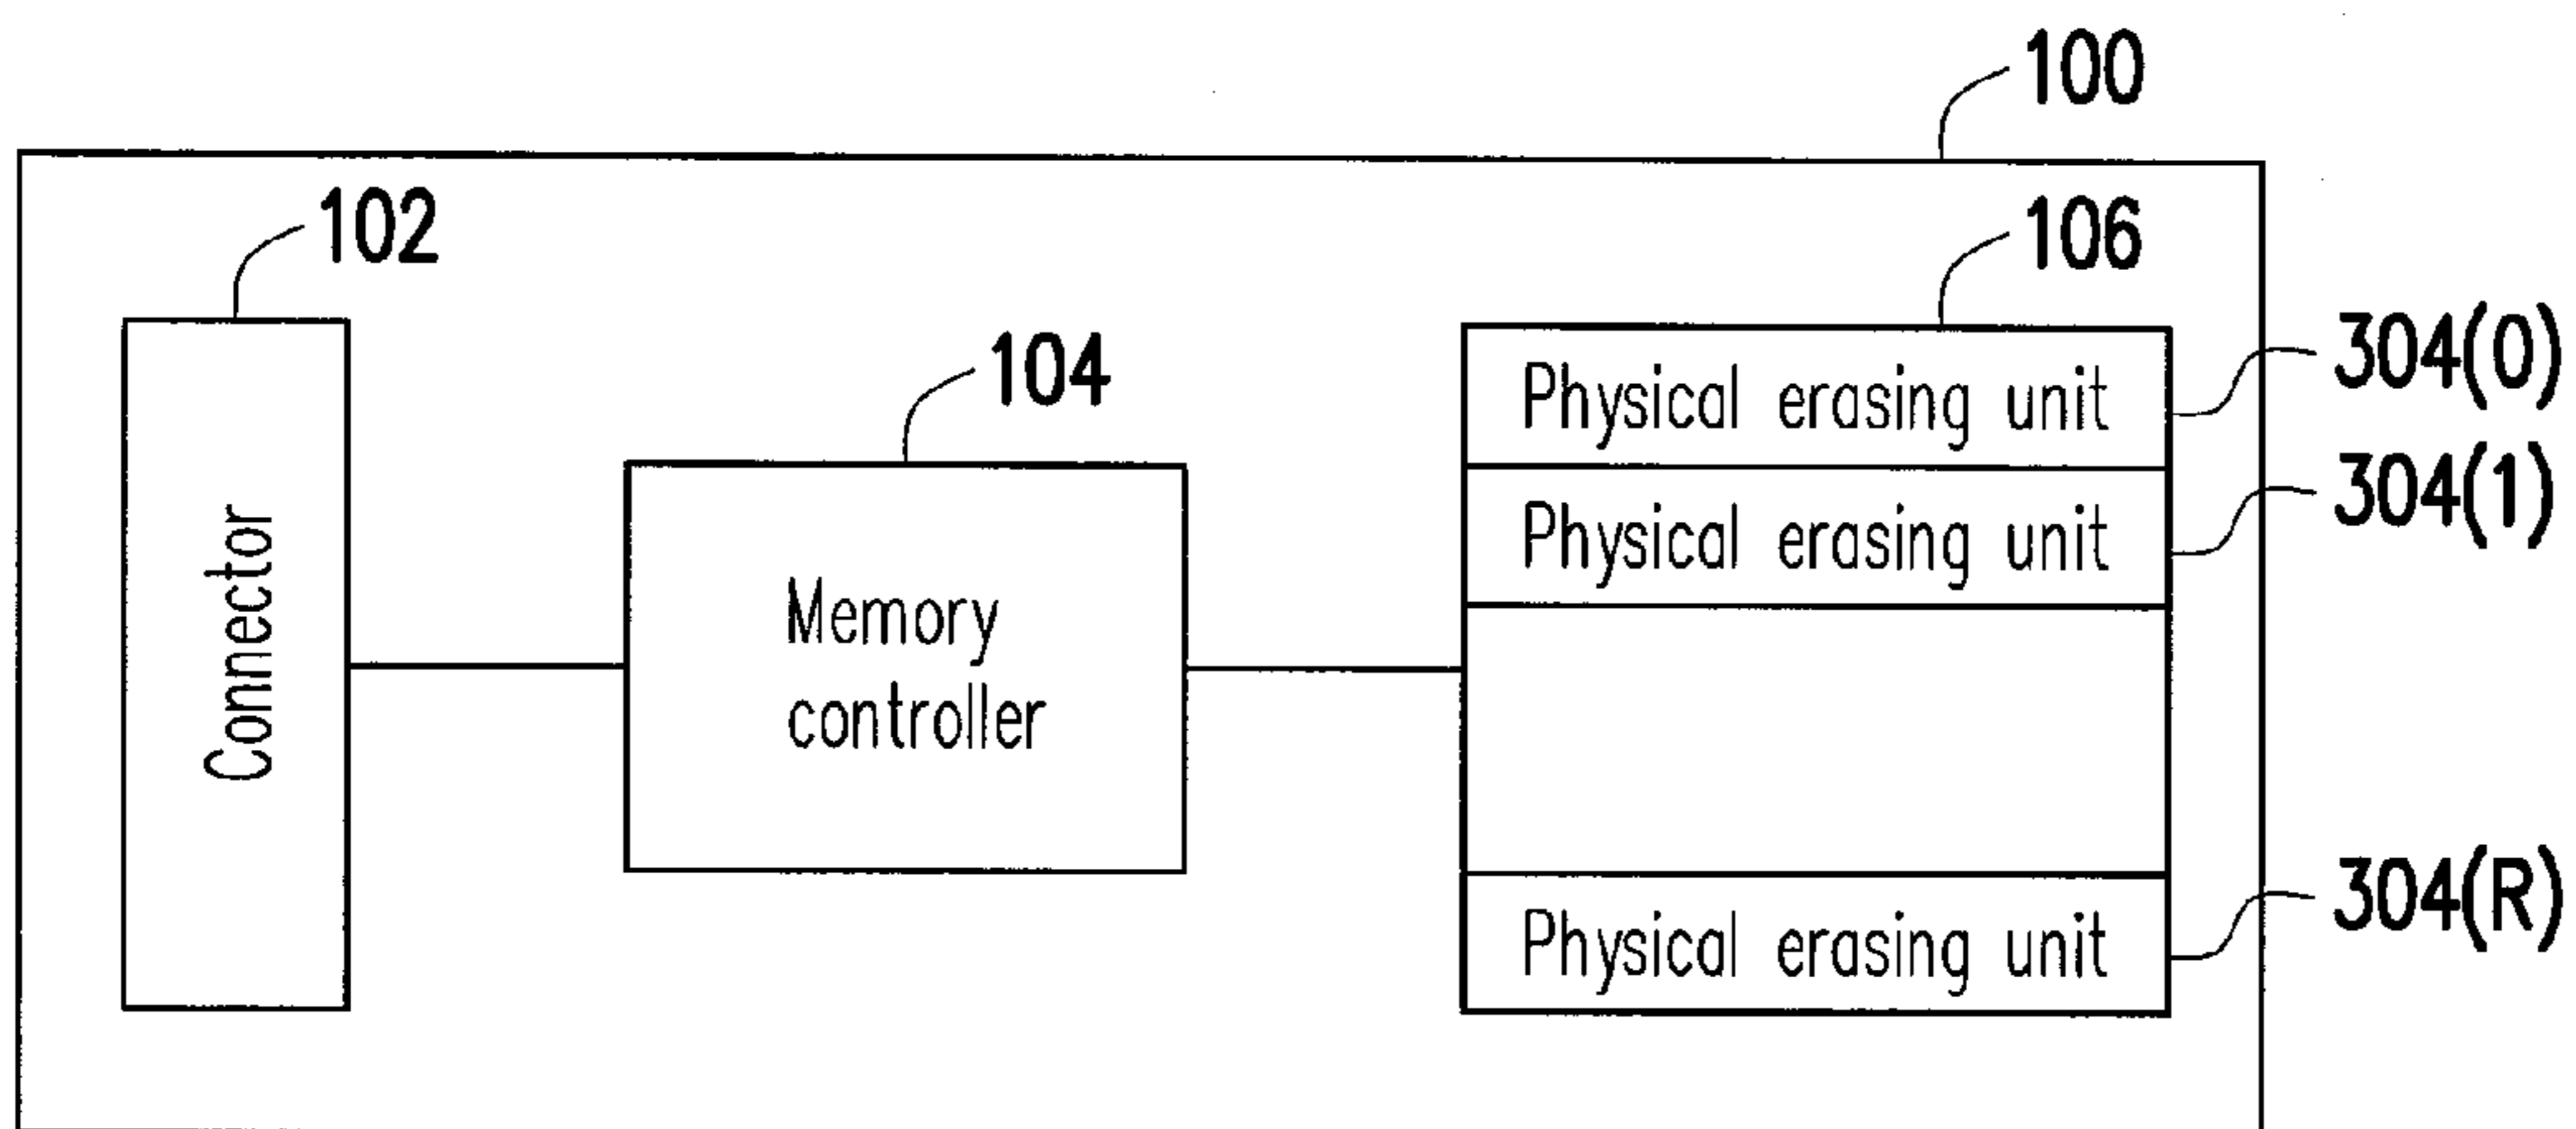 100
102
106
104
304(0)
Physical erasing unit
304(1)
Physical erasing unit
Connector
Memory
controller
304(R)
Physical erasing unit